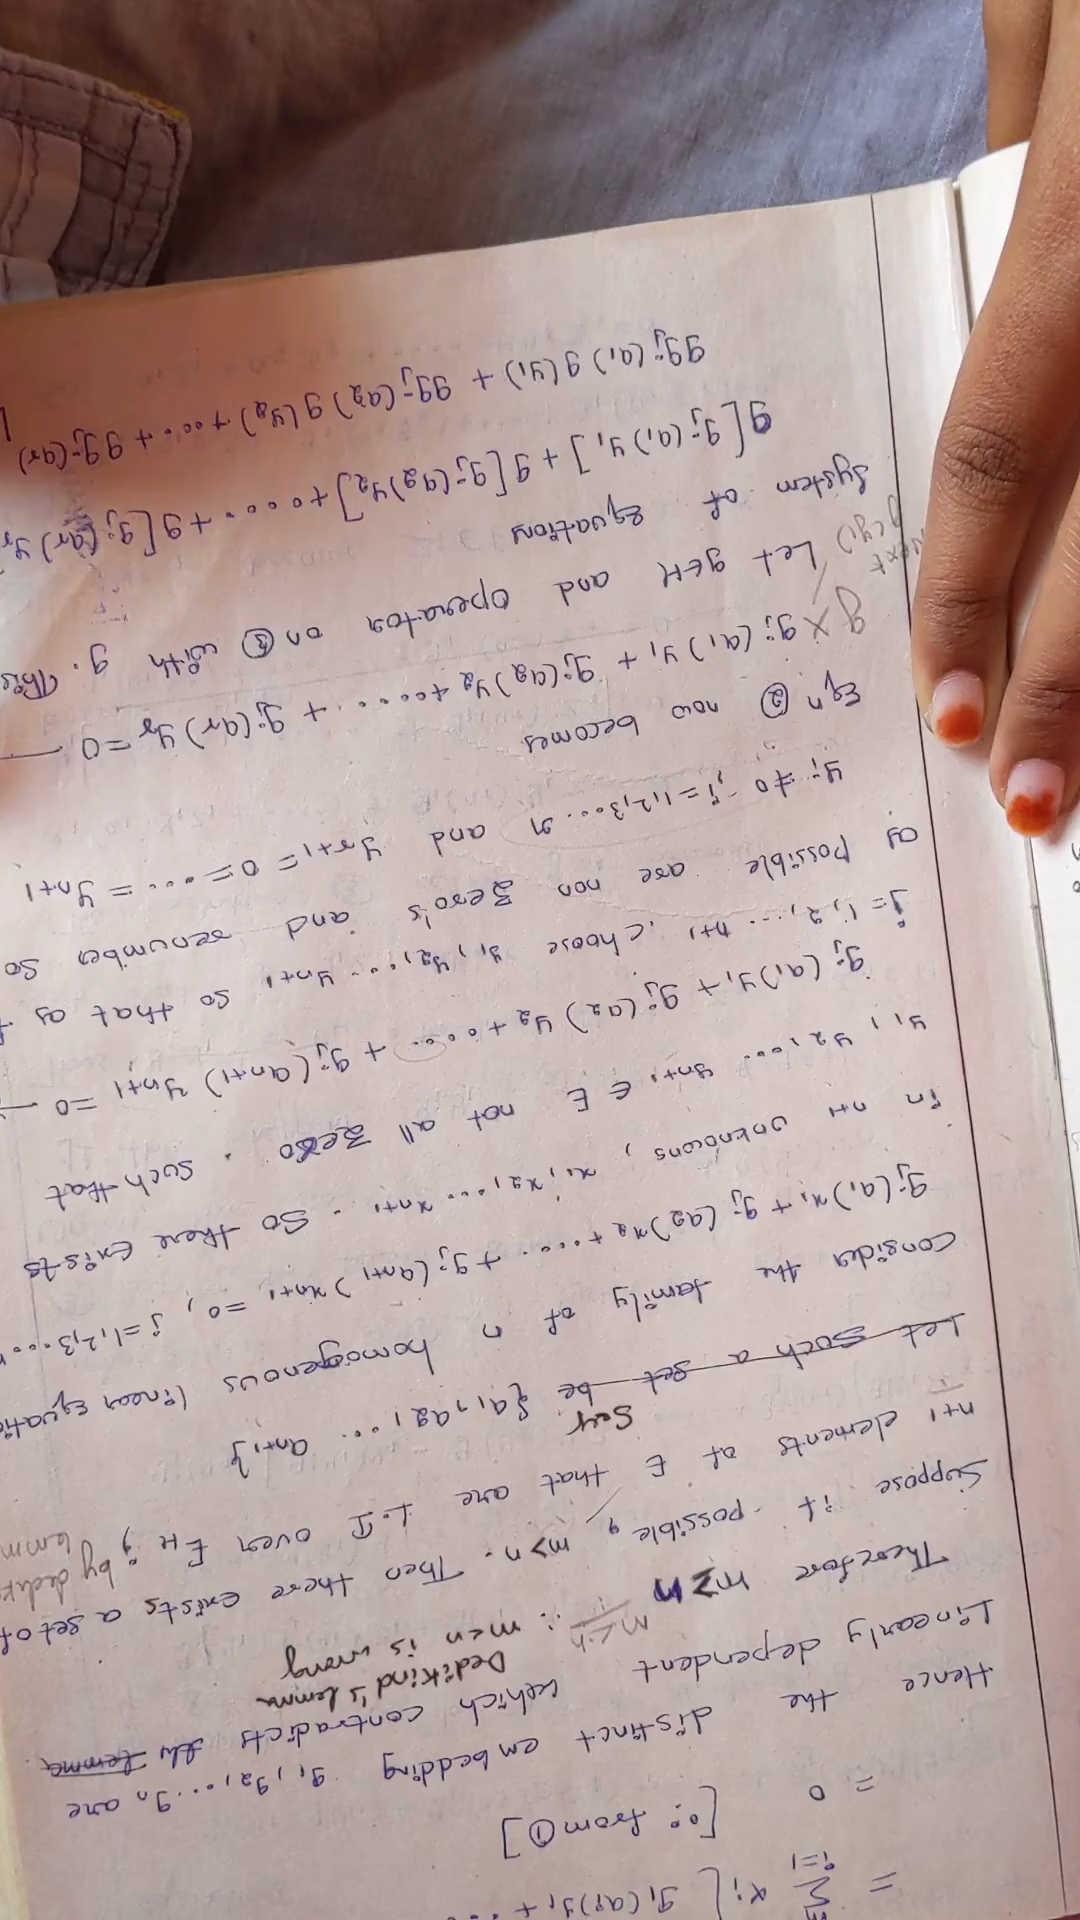 = m Σ i=1 αi [ g1(ai)y1 + ...
= 0 [∵ from ①]
Hence the distinct embedding g1, g2, ... gn are
Linearly dependent which contradicts the lemma.
Dedikind's lemma
Therefore m≥n m<n ∴ m<n is wrong
Suppose if possible, m>n. Then there exists a set of
n+1 elements of E that are L.I over EH; by
Let such a set be {a1, a2, ... an+1}
consider the family of n homogenous linear
gj(a1)x1 + gj(a2)x2 + ... + gj(an+1)xn+1 = 0, j=1,2,3...
in n+1 unknowns, x1, x2, ... xn+1. So there exists
y1, y2, ... yn+1 ∈ E not all zero. such that
gj(a1)y1 + gj(a2)y2 + ... + gj(an+1)yn+1 = 0
j=1,2,... n+1. choose y1, y2, ... yn+1 so that as
as possible are non zero's and renumber so
yi ≠ 0 i=1,2,3... r and yr+1 = 0 = ... = yn+1
Eqn ② now becomes
g × gj(a1)y1 + gj(a2)y2 + ... + gj(ar)yr = 0
Let g∈H and operator on ③ with g. This
g(y1)
System of Equations
g[gj(a1)y1] + g[gj(a2)y2] + ... + g[gj(ar)yr
ggj(a1)g(y1) + ggj(a2)g(y2) + ... + ggj(ar)